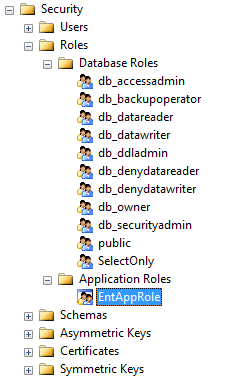 Security
Users
Roles
Database Roles
db_accessadmin
db_backupoperator
db_datareader
db_datawriter
db_ddladmin
db_denydatareader
db_denydatawriter
db_owner
db_securityadmin
public
SelectOnly
Application Roles
EntAppRole
Schemas
Asymmetric Keys
Certificates
Symmetric Keys